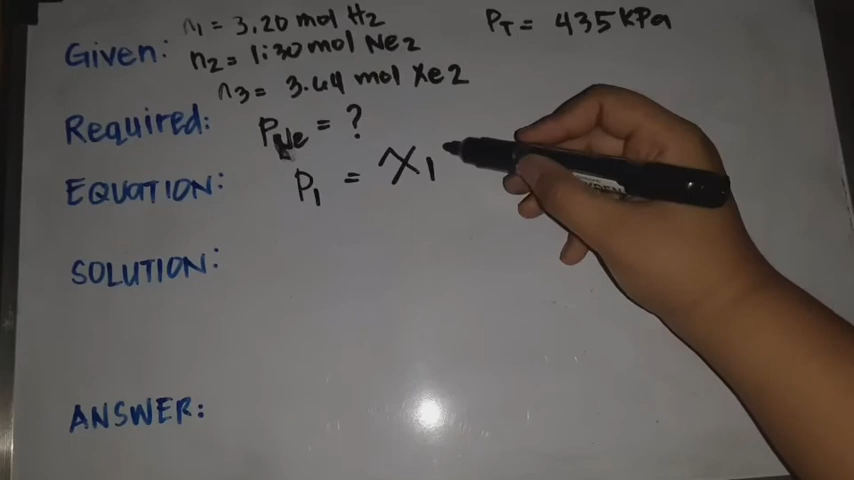 Given: n1 = 3.20 mol H2 PT = 435 kPa
n2 = 1.30 mol Ne2
n3 = 3.64 mol Xe2
Required: PNe = ?
EQUATION: P1 = X1
SOLUTION:
ANSWER: